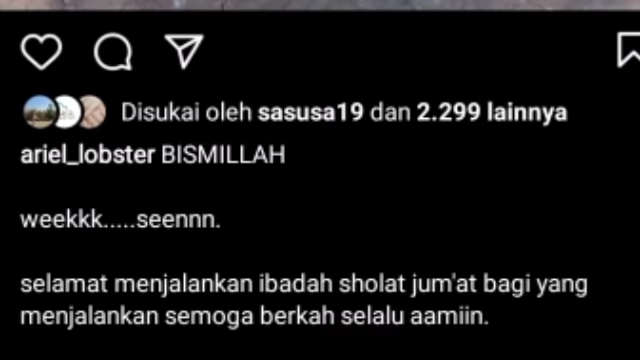 Disukai oleh sasusa19 dan 2.299 lainnya
ariel_lobster BISMILLAH
weekkk.....seennn.
selamat menjalankan ibadah sholat jum'at bagi yang
menjalankan semoga berkah selalu aamiin.